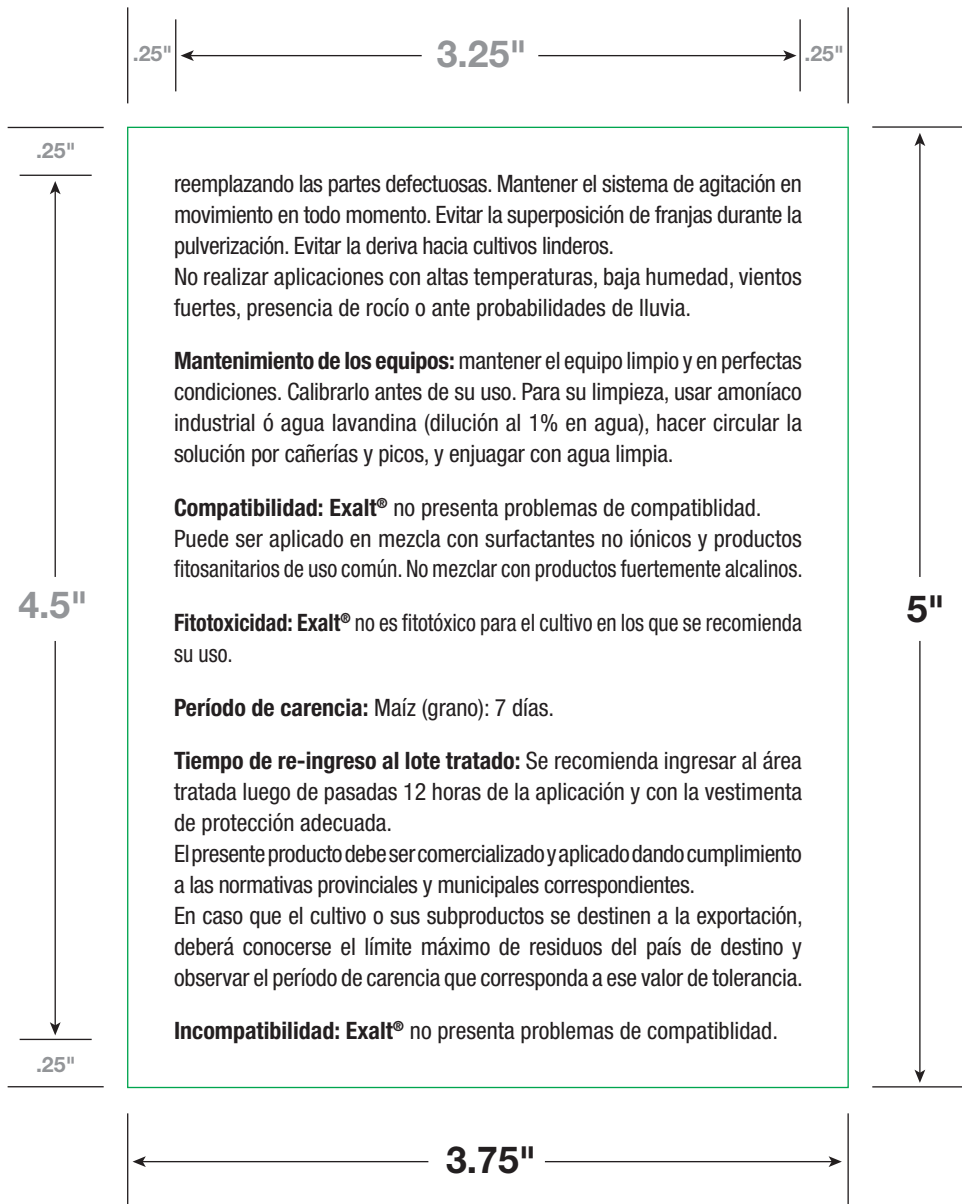 .25"
3.25"
.25"
.25"
4.5"
.25"
5"
reemplazando las partes defectuosas. Mantener el sistema de agitación en
movimiento en todo momento. Evitar la superposición de franjas durante la
pulverización. Evitar la deriva hacia cultivos linderos.
No realizar aplicaciones con altas temperaturas, baja humedad, vientos
fuertes, presencia de rocío o ante probabilidades de lluvia.
Mantenimiento de los equipos: mantener el equipo limpio y en perfectas
condiciones. Calibrarlo antes de su uso. Para su limpieza, usar amoníaco
industrial ó agua lavandina (dilución al 1% en agua), hacer circular la
solución por cañerías y picos, y enjuagar con agua limpia.
Compatibilidad: Exalt® no presenta problemas de compatiblidad.
Puede ser aplicado en mezcla con surfactantes no iónicos y productos
fitosanitarios de uso común. No mezclar con productos fuertemente alcalinos.
Fitotoxicidad: Exalt® no es fitotóxico para el cultivo en los que se recomienda
su uso.
Período de carencia: Maíz (grano): 7 días.
Tiempo de re-ingreso al lote tratado: Se recomienda ingresar al área
tratada luego de pasadas 12 horas de la aplicación y con la vestimenta
de protección adecuada.
El presente producto debe ser comercializado y aplicado dando cumplimiento
a las normativas provinciales y municipales correspondientes.
En caso que el cultivo o sus subproductos se destinen a la exportación,
deberá conocerse el límite máximo de residuos del país de destino y
observar el período de carencia que corresponda a ese valor de tolerancia.
Incompatibilidad: Exalt® no presenta problemas de compatiblidad.
3.75"